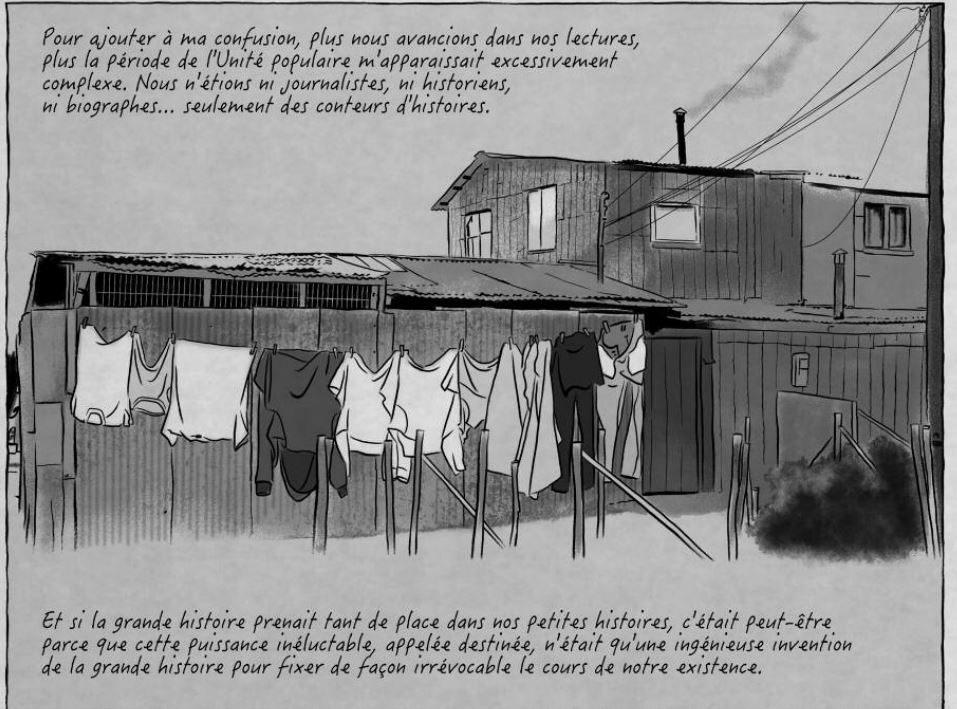 Pour ajouter à ma confusion, plus nous avancions dans nos lectures,
plus la période de l'Unité populaire m'apparaissait excessivement
complexe. Nous n'étions ni journalistes, ni historiens,
ni biographes... seulement des conteurs d'histoires.
Et si la grande histoire prenait tant de place dans nos petites histoires, c'était peut-être
parce que cette puissance inéluctable, appelée destinée, n'était qu'une ingénieuse invention
de la grande histoire pour fixer de façon irrévocable le cours de notre existence.